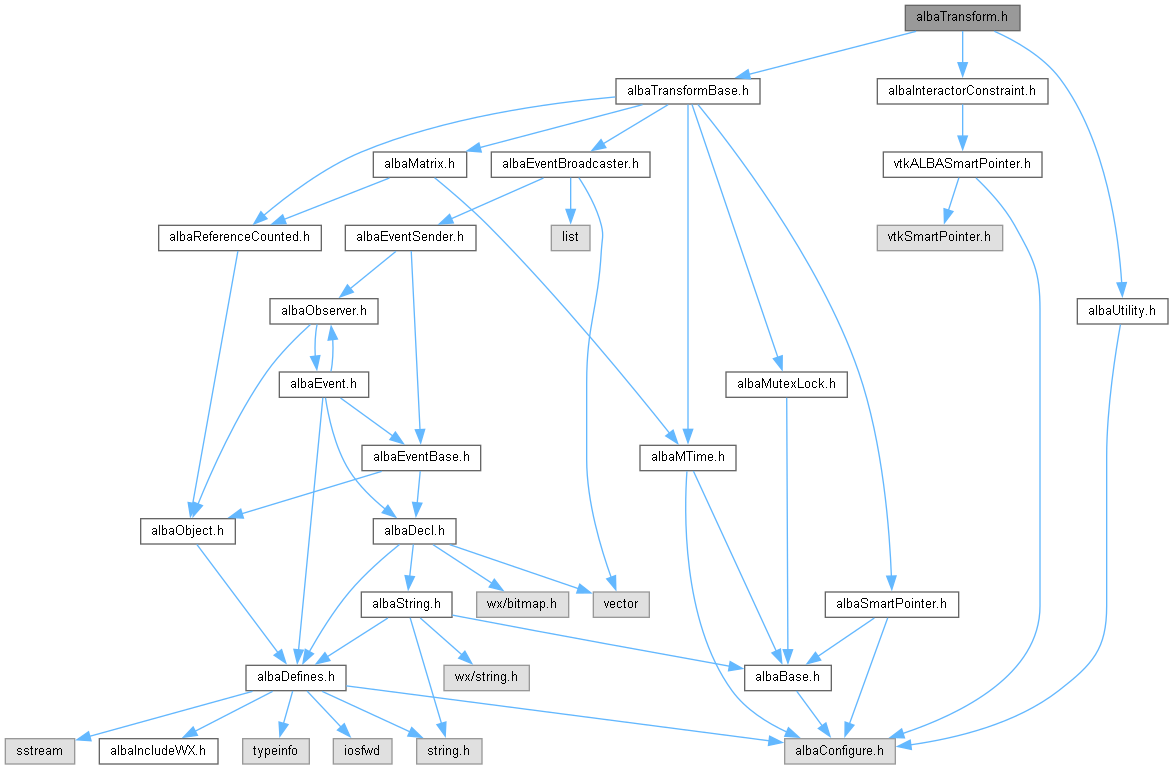 albaTransform.h
albaTransformBase.h
albaInteractorConstraint.h
albaMatrix.h
albaEventBroadcaster.h
vtkALBASmartPointer.h
albaReferenceCounted.h
albaEventSender.h
list
vtkSmartPointer.h
albaObserver.h
albaUtility.h
albaEvent.h
albaMutexLock.h
albaEventBase.h
albaMTime.h
albaObject.h
albaDecl.h
albaString.h
wx/bitmap.h
vector
albaSmartPointer.h
albaDefines.h
wx/string.h
albaBase.h
sstream
albaIncludeWX.h
typeinfo
iosfwd
string.h
albaConfigure.h